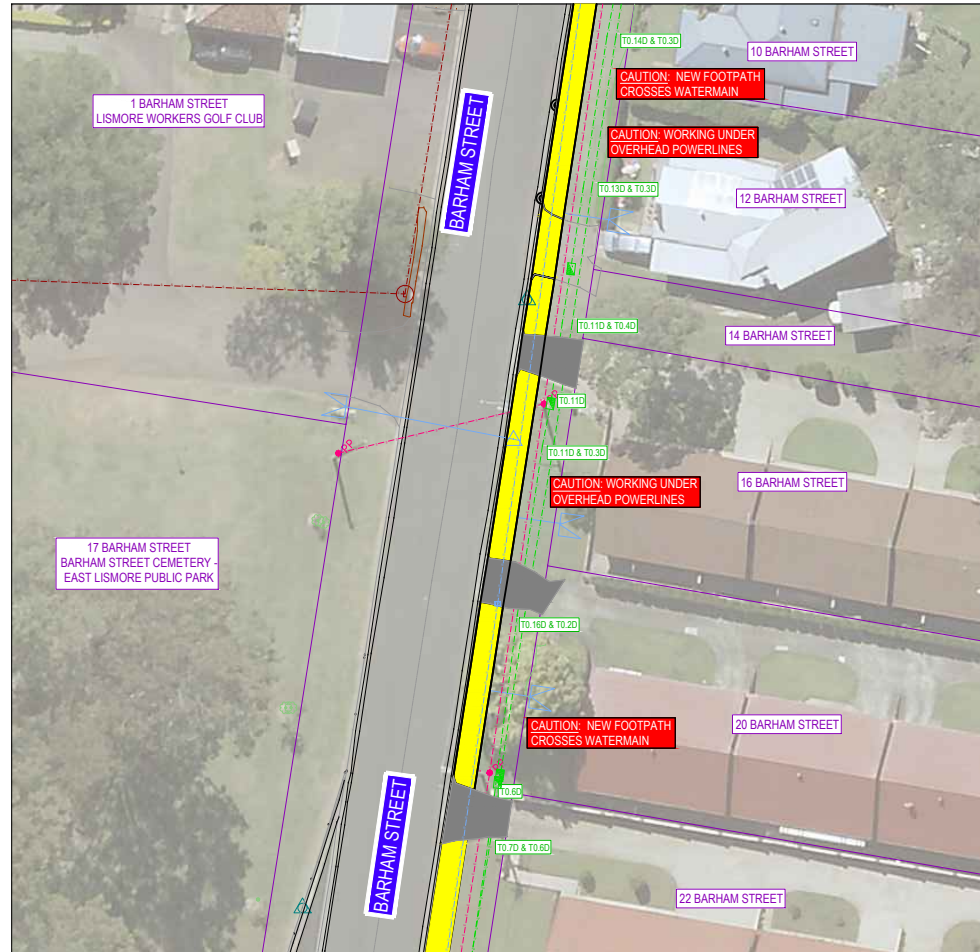 T0.14D & T0.3D
10 BARHAM STREET
CAUTION: NEW FOOTPATH
CROSSES WATERMAIN
1 BARHAM STREET
LISMORE WORKERS GOLF CLUB
BARHAM STREET
CAUTION: WORKING UNDER
OVERHEAD POWERLINES
T0.13D & T0.3D
12 BARHAM STREET
T0.11D & T0.4D
14 BARHAM STREET
PP
T0.11D
PP
T0.11D & T0.3D
CAUTION: WORKING UNDER
OVERHEAD POWERLINES
16 BARHAM STREET
17 BARHAM STREET
BARHAM STREET CEMETERY -
EAST LISMORE PUBLIC PARK
T0.16D & T0.2D
CAUTION: NEW FOOTPATH
CROSSES WATERMAIN
20 BARHAM STREET
PP
T0.6D
BARHAM STREET
T0.7D & T0.6D
22 BARHAM STREET